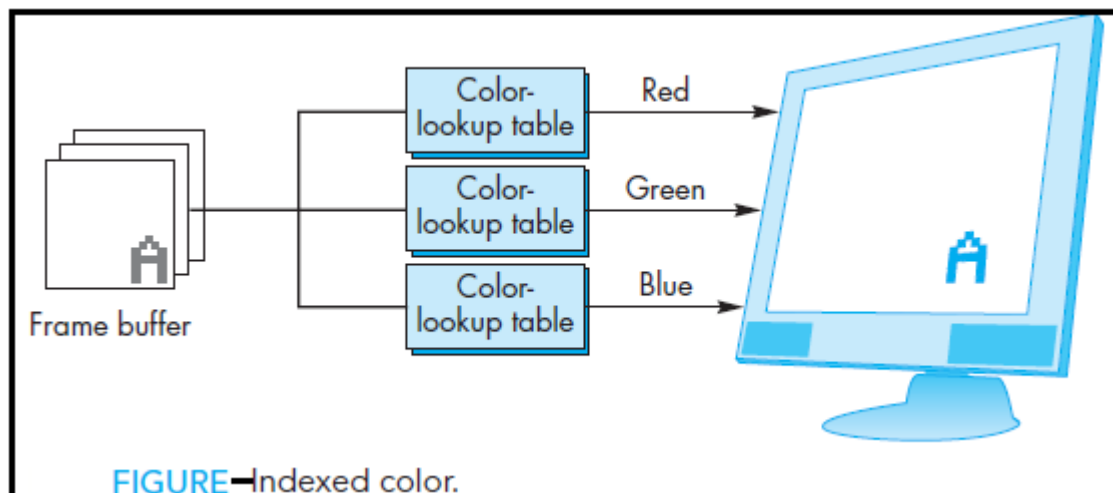 Color-
lookup table
Red
Color-
lookup table
Green
Color-
lookup table
Blue
A
A
Frame buffer
FIGURE–Indexed color.